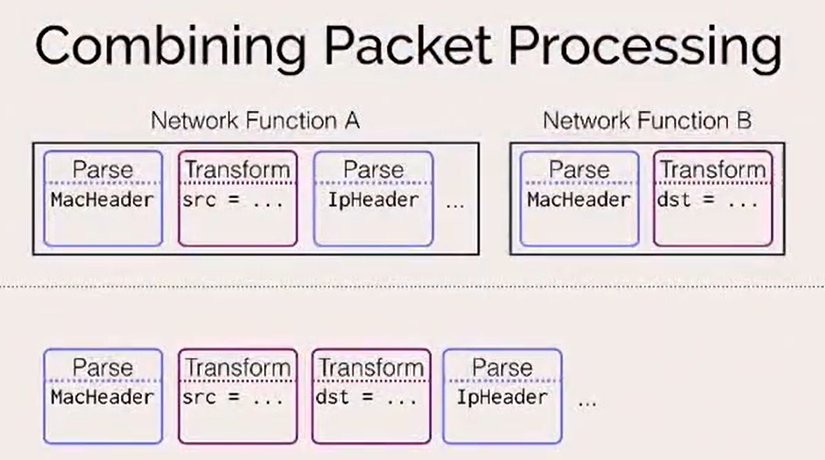 Combining Packet Processing
Network Function A
Parse
MacHeader
Transform
src = ...
Parse
IpHeader
...
Network Function B
Parse
MacHeader
Transform
dst = ...
Parse
MacHeader
Transform
src = ...
Transform
dst = ...
Parse
IpHeader
...